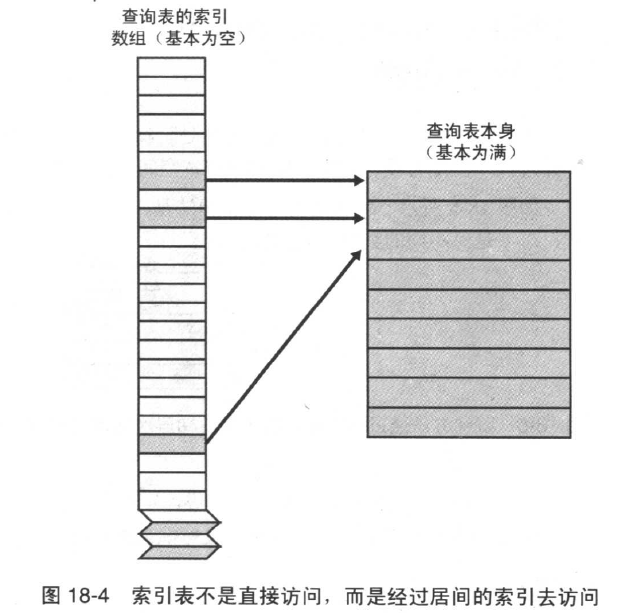 查询表的索引
数组（基本为空）
查询表本身
（基本为满）
图 18-4 索引表不是直接访问，而是经过居间的索引去访问